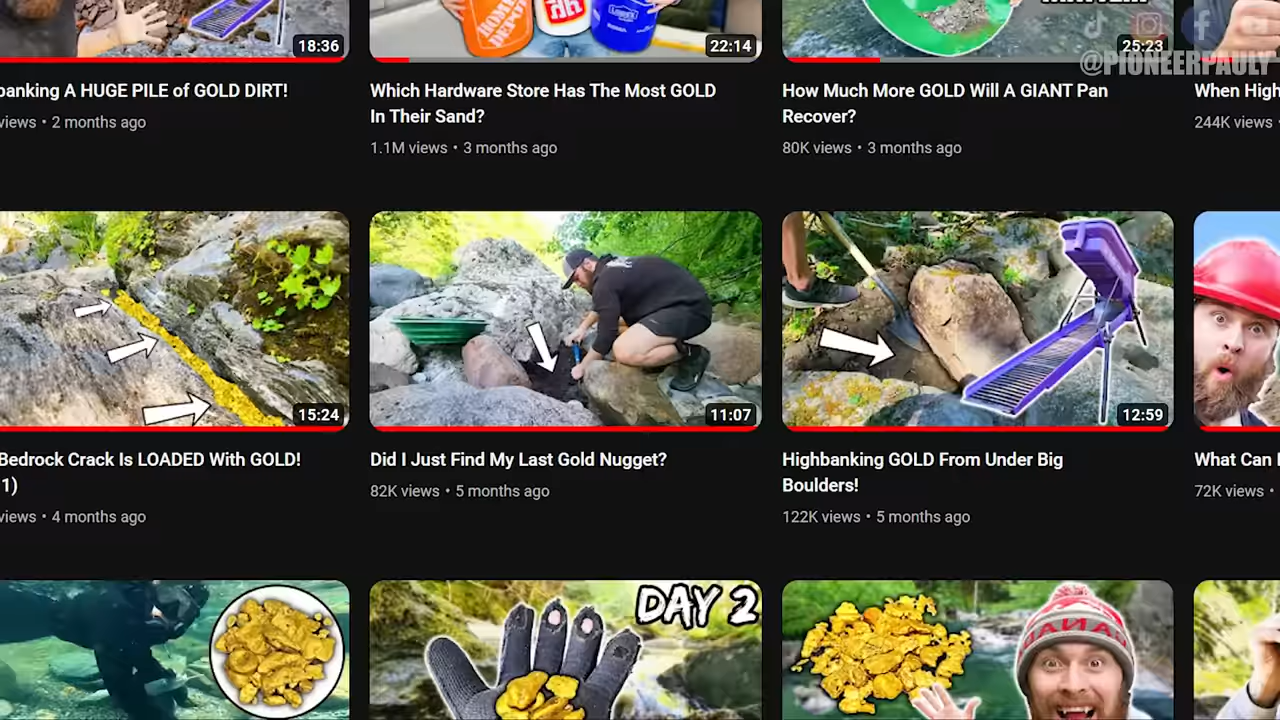 HOME
DEPOT
LOWE'S
18:36
22:14
25:23
@PIONEERPAULY
banking A HUGE PILE of GOLD DIRT!
views • 2 months ago
Which Hardware Store Has The Most GOLD
In Their Sand?
1.1M views • 3 months ago
How Much More GOLD Will A GIANT Pan
Recover?
80K views • 3 months ago
When High
244K views •
15:24
11:07
12:59
Bedrock Crack Is LOADED With GOLD!
1)
views • 4 months ago
Did I Just Find My Last Gold Nugget?
82K views • 5 months ago
Highbanking GOLD From Under Big
Boulders!
122K views • 5 months ago
What Can
72K views •
DAY 2